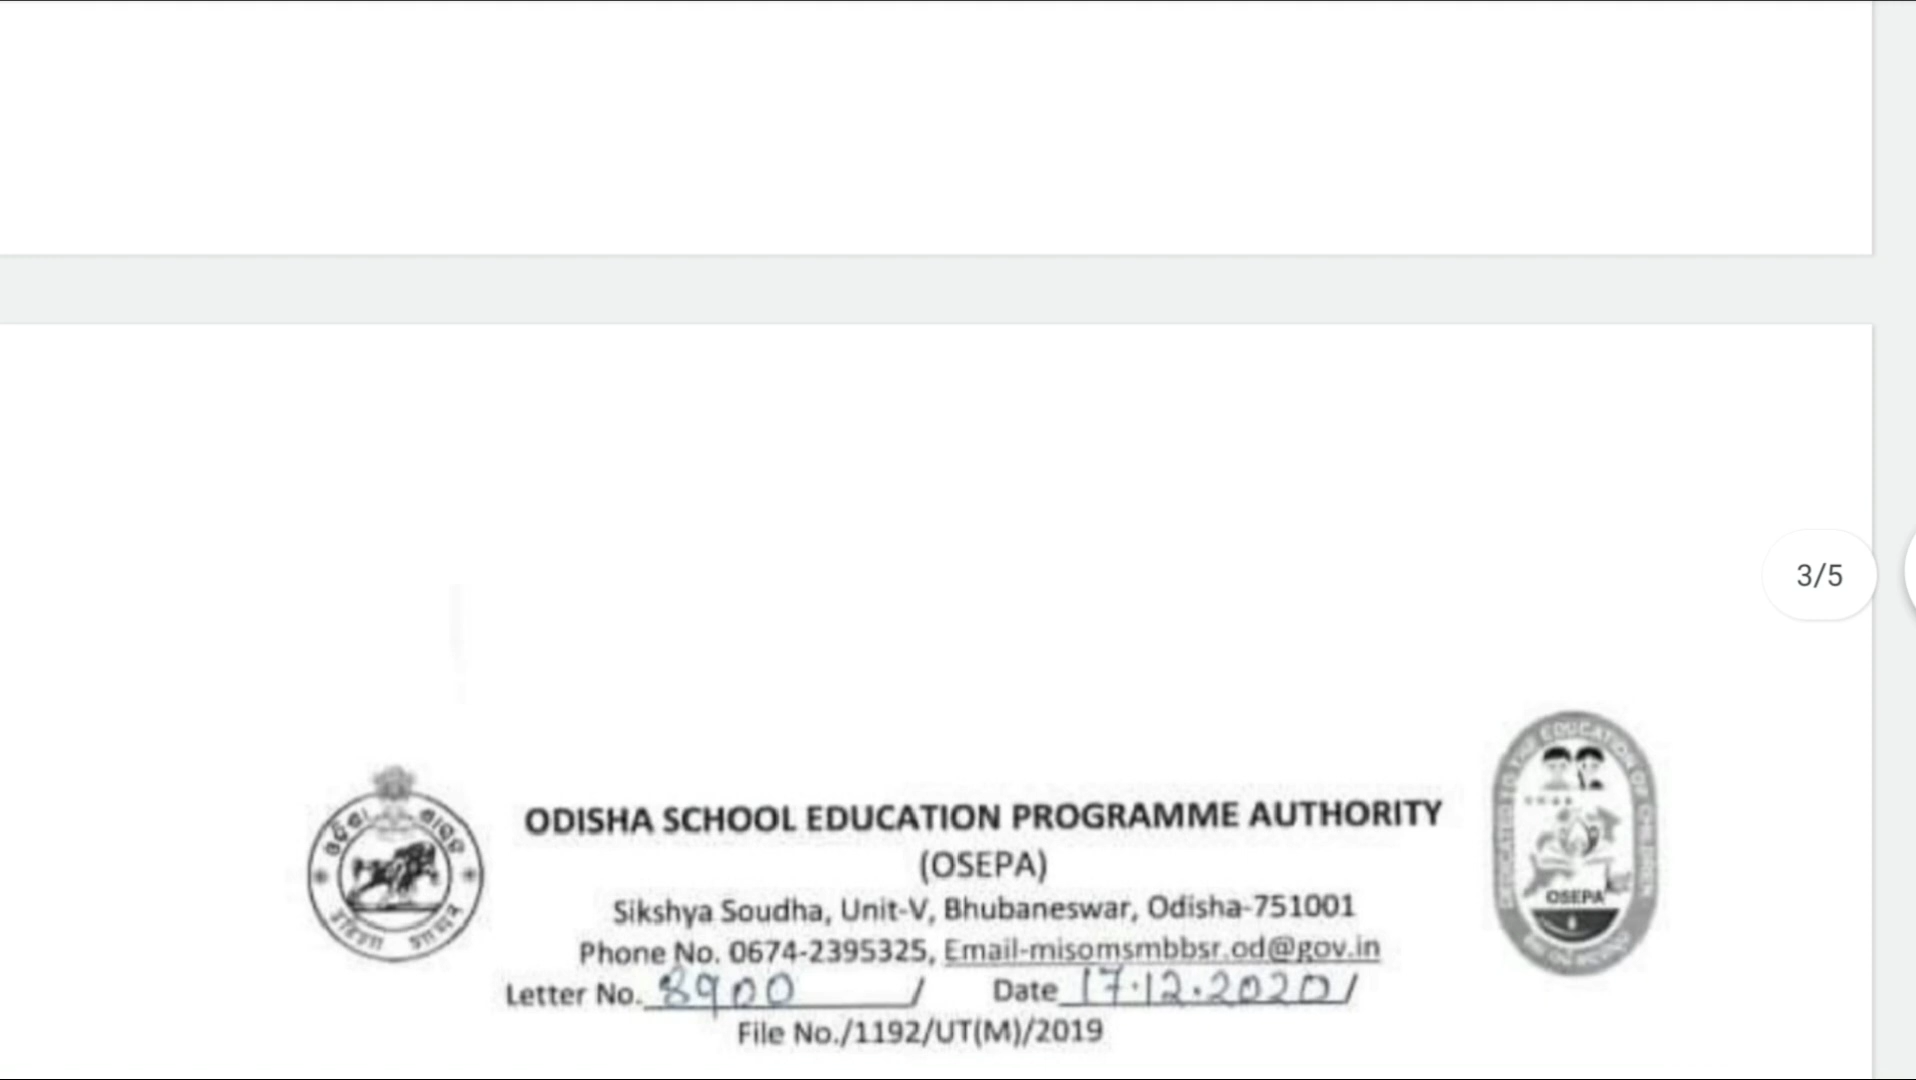 3/5
ODISHA SCHOOL EDUCATION PROGRAMME AUTHORITY
(OSEPA)
Sikshya Soudha, Unit-V, Bhubaneswar, Odisha-751001
Phone No. 0674-2395325, Email-misomsmbbsr.od@gov.in
Letter No. 8900 / Date 17.12.2020/
File No./1192/UT(M)/2019
OSEPA